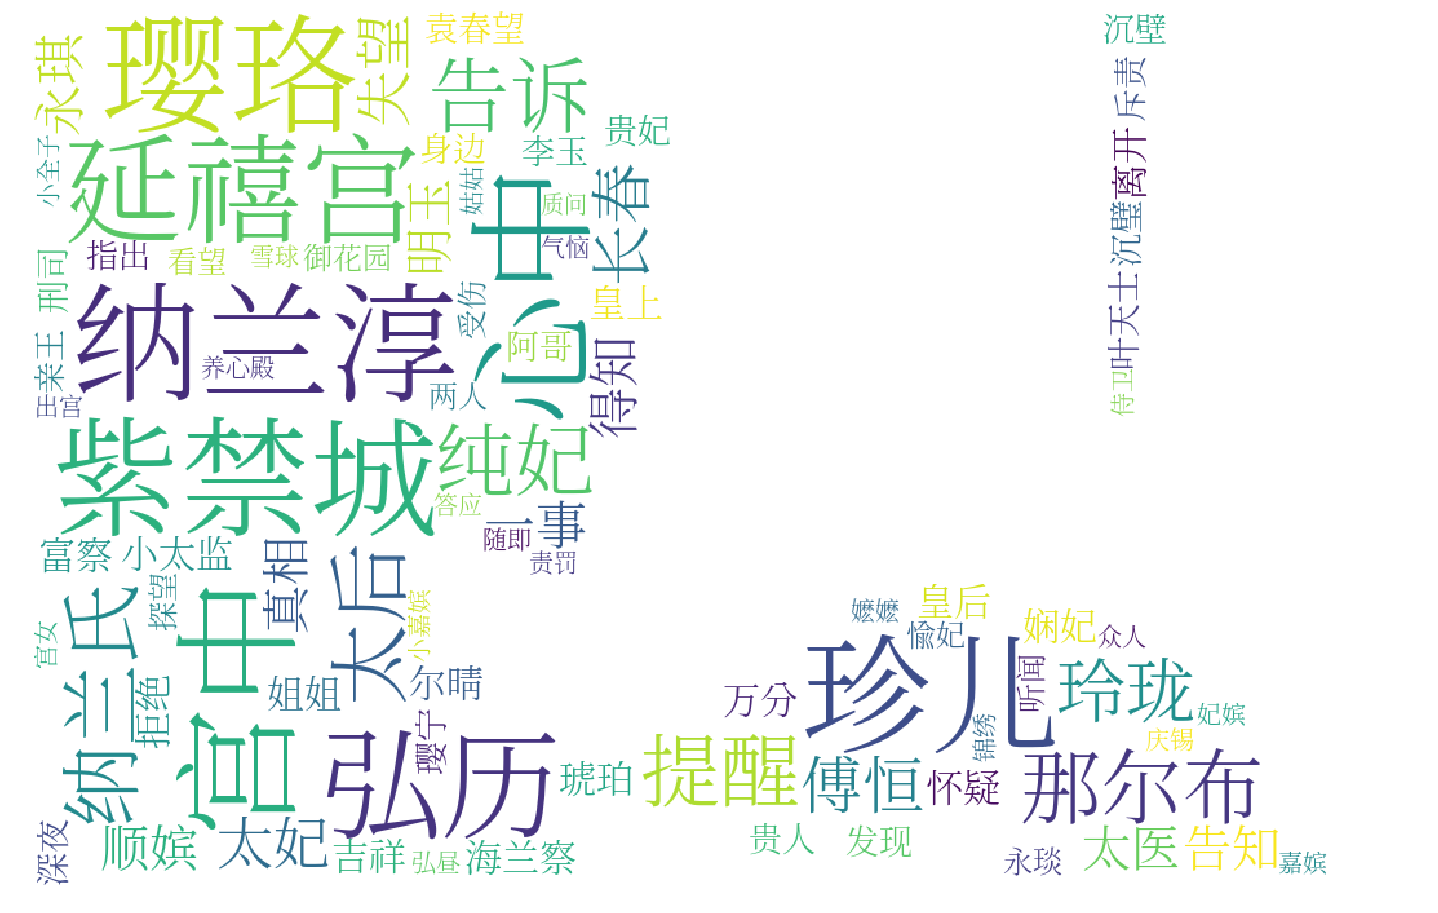 璎珞
失望
袁春望
永琪
告诉
贵妃
延禧宫
身边
李玉
小全子
明玉
姑姑
质问
长春
心中
气恼
指出
看望
雪球
御花园
刑司
纳兰淳
受伤
皇上
阿哥
养心殿
得知
亲王
两人
出宫
紫禁城
纯妃
答应
一事
随即
责罚
富察
小太监
真相
太后
纳兰氏
探望
宫中
小嘉嫔
宫女
拒绝
姐姐
尔晴
璎宁
弘历
琥珀
深夜
顺嫔
太妃
吉祥
弘昼
海兰察
沉壁
斥责
离开
沉璧
叶天士
侍卫
嬷嬷
皇后
愉妃
娴妃
众人
珍儿
听闻
玲珑
万分
妃嫔
锦绣
庆锡
提醒
傅恒
怀疑
那尔布
贵人
发现
永琰
太医
告知
嘉嫔